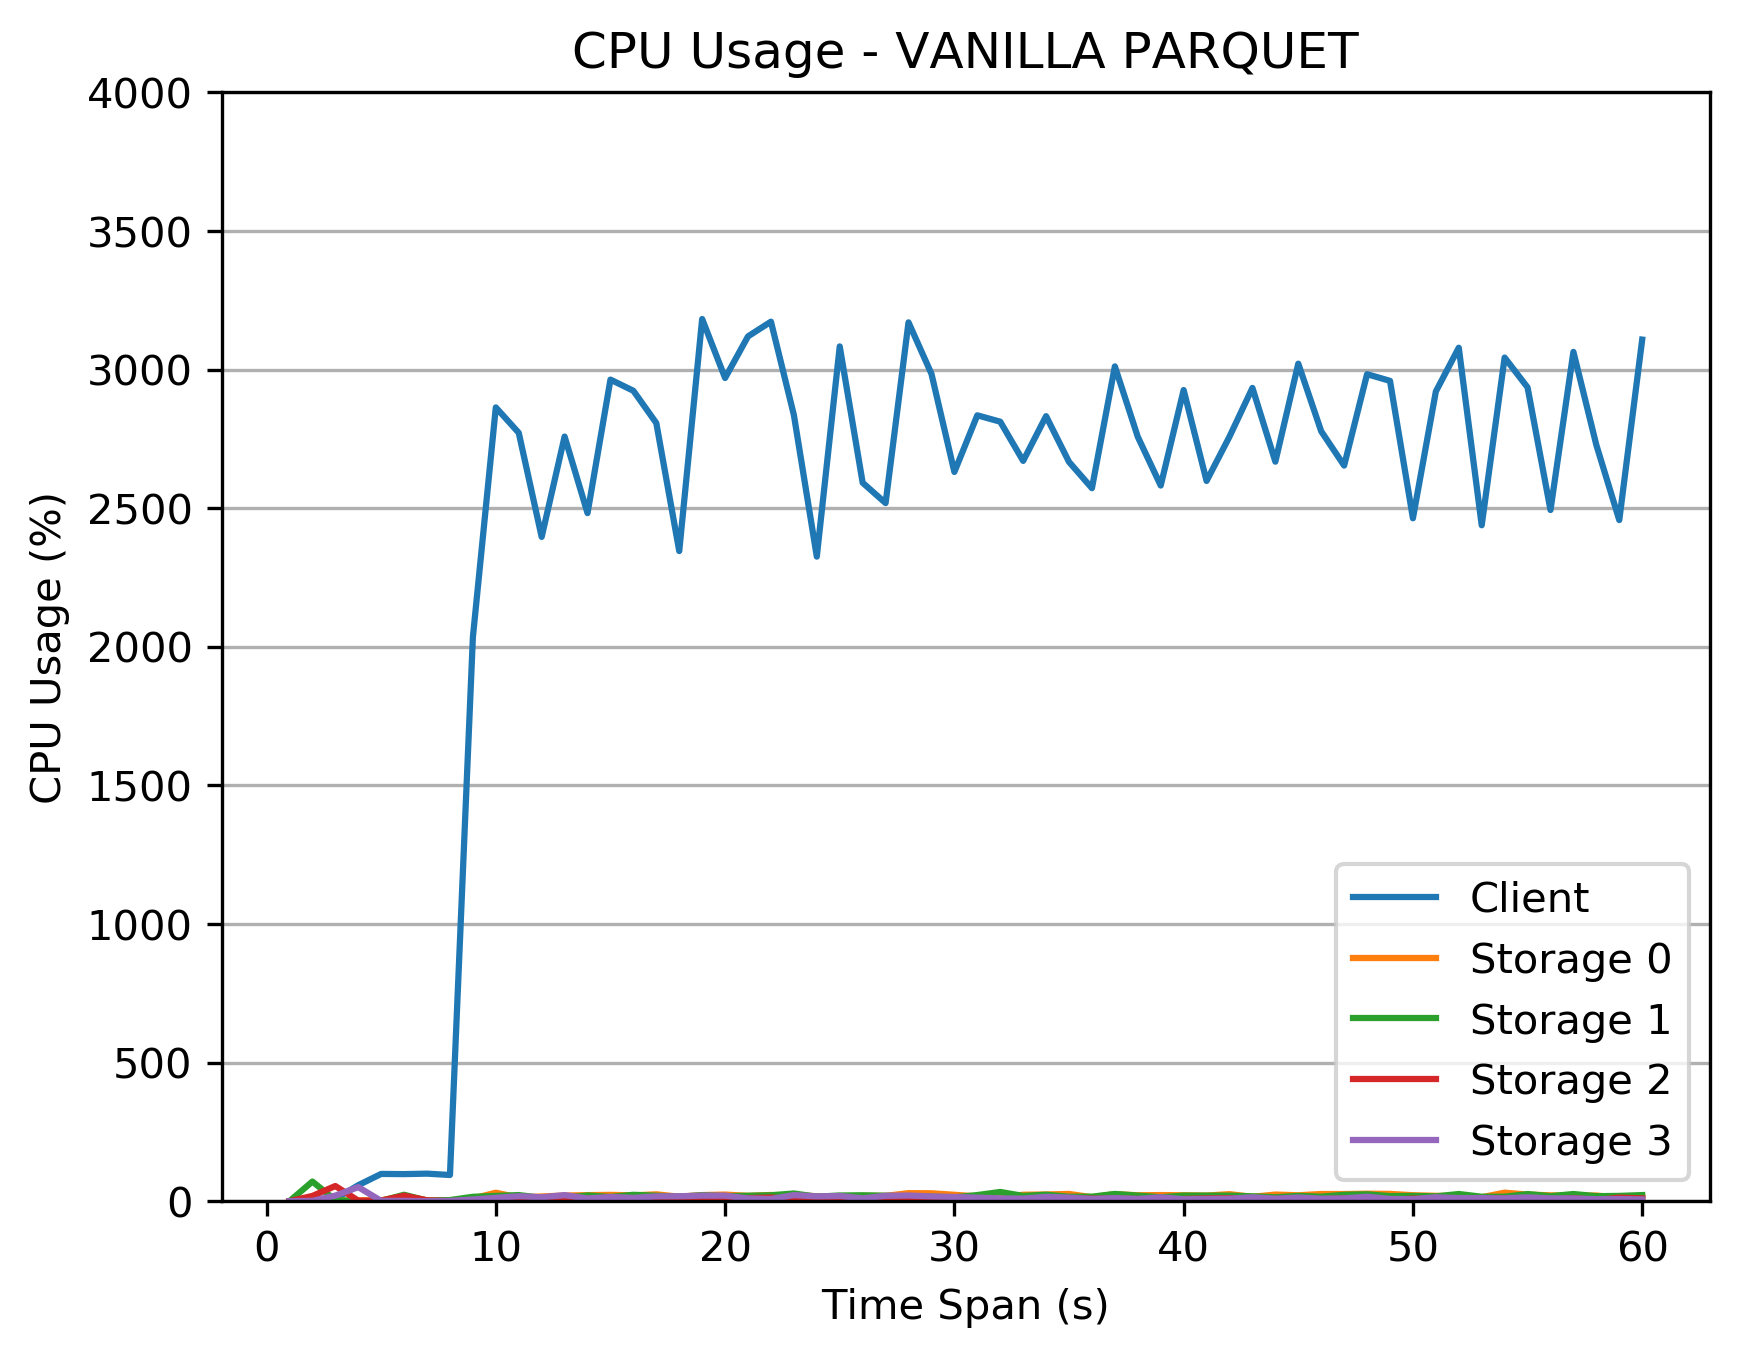 CPU Usage - VANILLA PARQUET
4000
3500
3000
2500
2000
1500
1000
500
0
CPU Usage (%)
Client
Storage 0
Storage 1
Storage 2
Storage 3
0 10 20 30 40 50 60
Time Span (s)